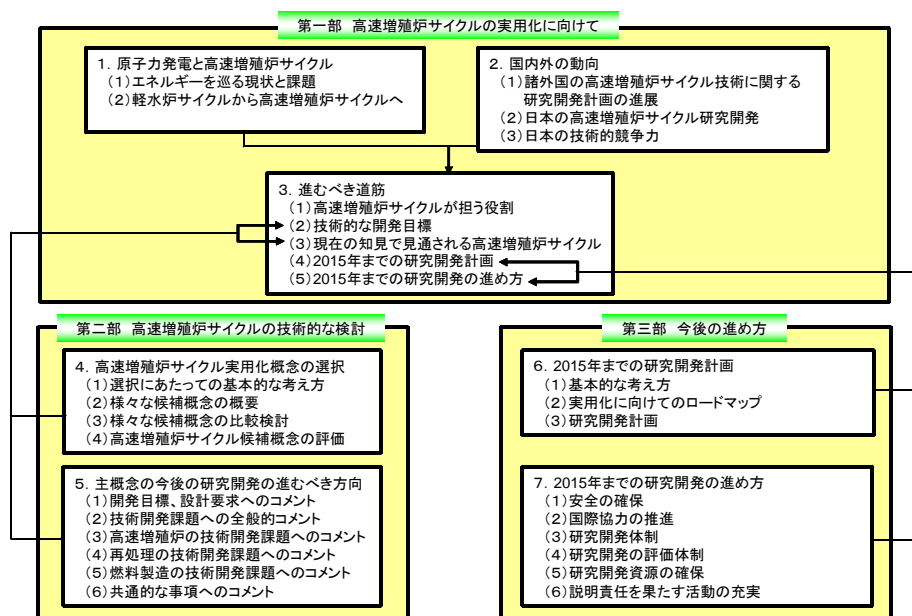 第一部 高速増殖炉サイクルの実用化に向けて
1. 原子力発電と高速増殖炉サイクル
(1)エネルギーを巡る現状と課題
(2)軽水炉サイクルから高速増殖炉サイクルへ
2. 国内外の動向
(1)諸外国の高速増殖炉サイクル技術に関する
研究開発計画の進展
(2)日本の高速増殖炉サイクル研究開発
(3)日本の技術的競争力
3. 進むべき道筋
(1)高速増殖炉サイクルが担う役割
(2)技術的な開発目標
(3)現在の知見で見通される高速増殖炉サイクル
(4)2015年までの研究開発計画
(5)2015年までの研究開発の進め方
第二部 高速増殖炉サイクルの技術的な検討
4. 高速増殖炉サイクル実用化概念の選択
(1)選択にあたっての基本的な考え方
(2)様々な候補概念の概要
(3)様々な候補概念の比較検討
(4)高速増殖炉サイクル候補概念の評価
5. 主概念の今後の研究開発の進むべき方向
(1)開発目標、設計要求へのコメント
(2)技術開発課題への全般的コメント
(3)高速増殖炉の技術開発課題へのコメント
(4)再処理の技術開発課題へのコメント
(5)燃料製造の技術開発課題へのコメント
(6)共通的な事項へのコメント
第三部 今後の進め方
6. 2015年までの研究開発計画
(1)基本的な考え方
(2)実用化に向けてのロードマップ
(3)研究開発計画
7. 2015年までの研究開発の進め方
(1)安全の確保
(2)国際協力の推進
(3)研究開発体制
(4)研究開発の評価体制
(5)研究開発資源の確保
(6)説明責任を果たす活動の充実